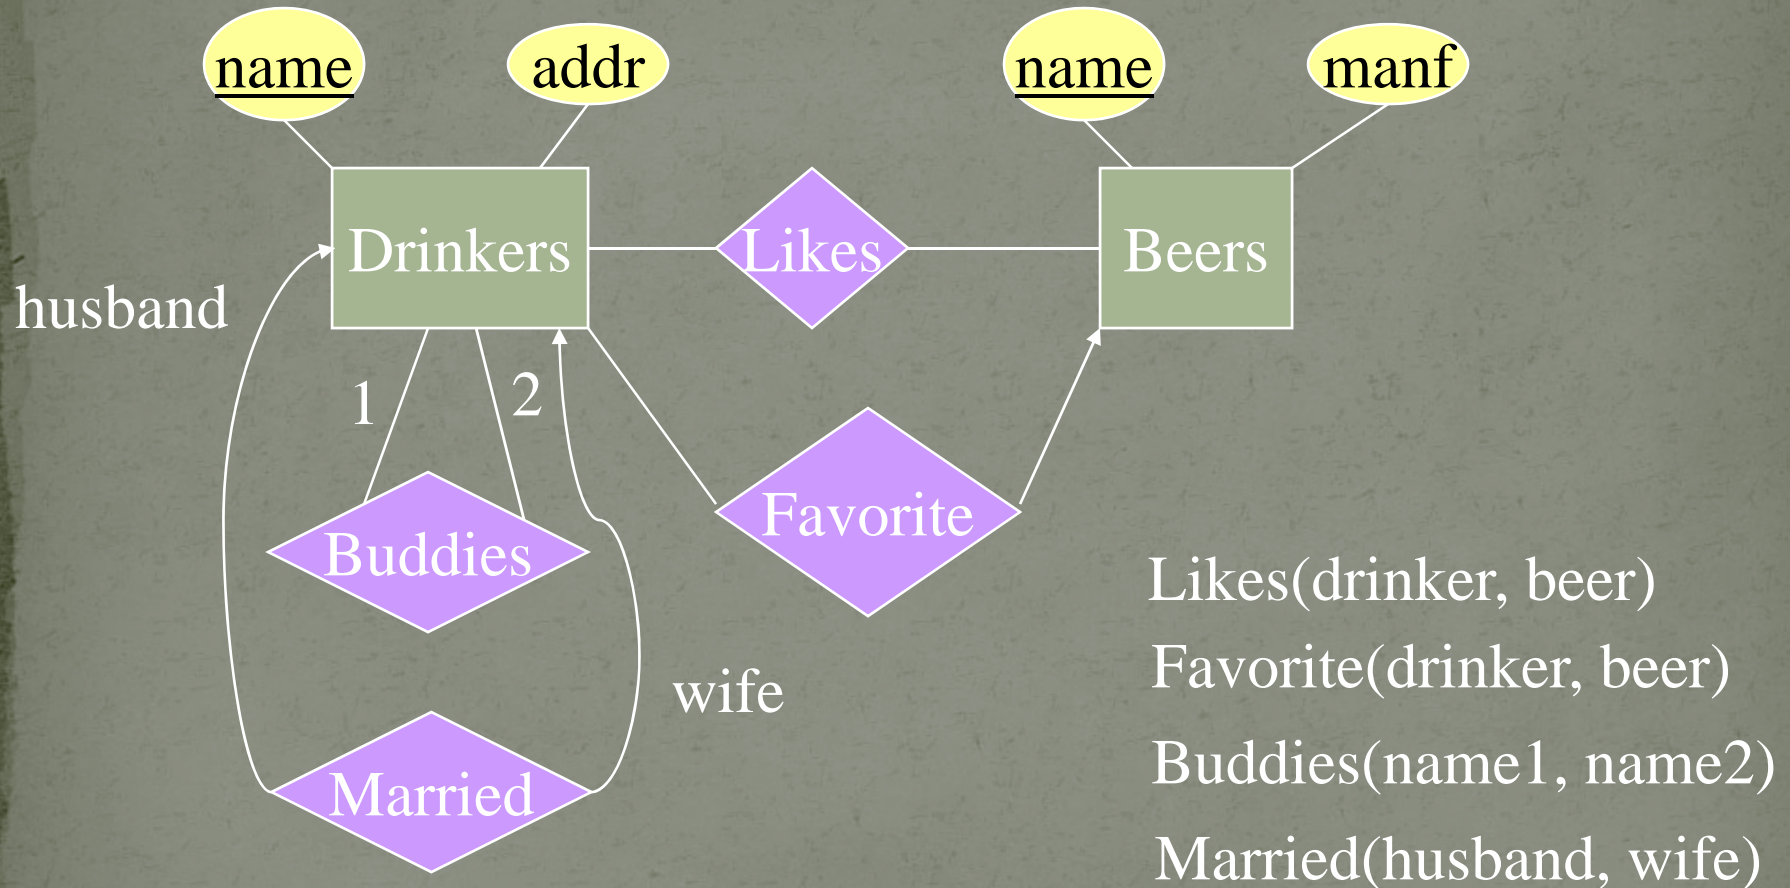 name
addr
name
manf
Drinkers
Likes
Beers
husband
1
2
Favorite
Buddies
Likes(drinker, beer)
Favorite(drinker, beer)
wife
Buddies(name1, name2)
Married
Married(husband, wife)